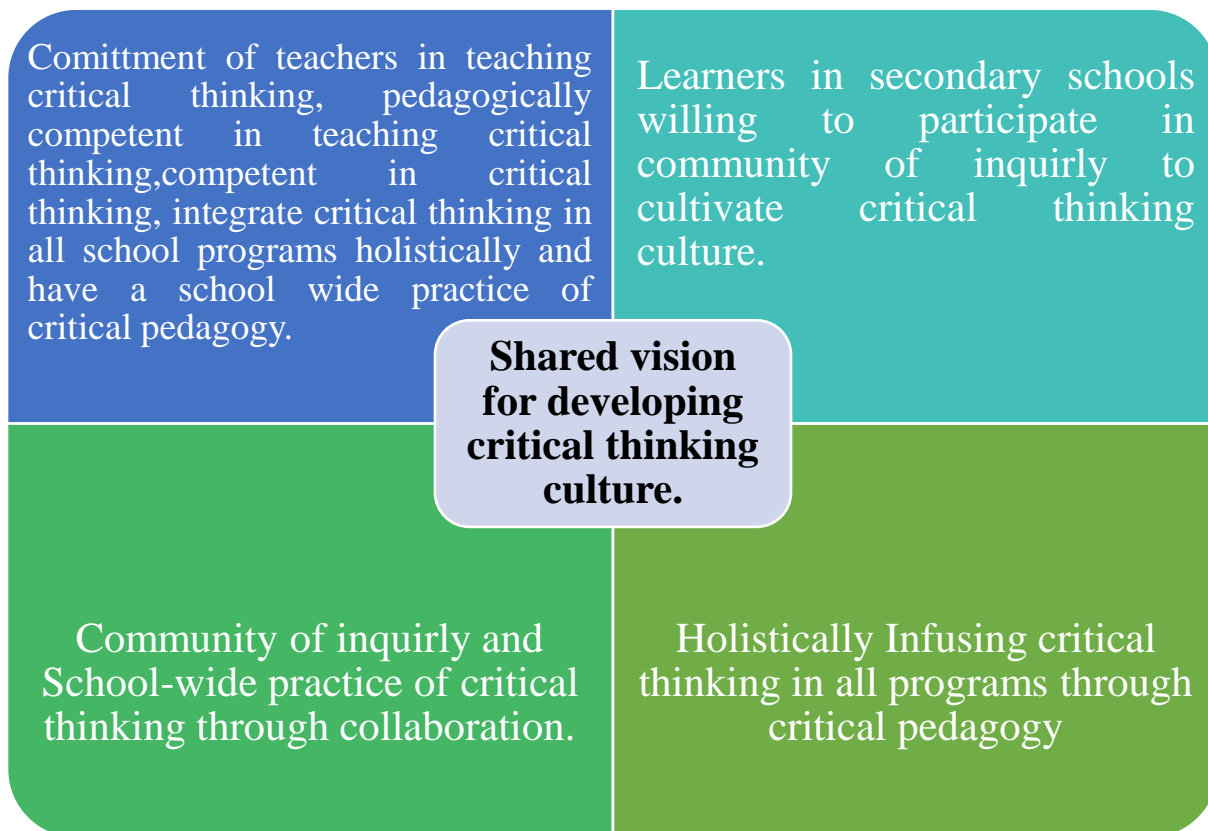 Comittment of teachers in teaching
critical thinking, pedagogically
competent in teaching critical
thinking,competent in critical
thinking, integrate critical thinking in
all school programs holistically and
have a school wide practice of
critical pedagogy.
Learners in secondary schools
willing to participate in
community of inquirly to
cultivate critical thinking
culture.
Shared vision
for developing
critical thinking
culture.
Community of inquirly and
School-wide practice of critical
thinking through collaboration.
Holistically Infusing critical
thinking in all programs through
critical pedagogy